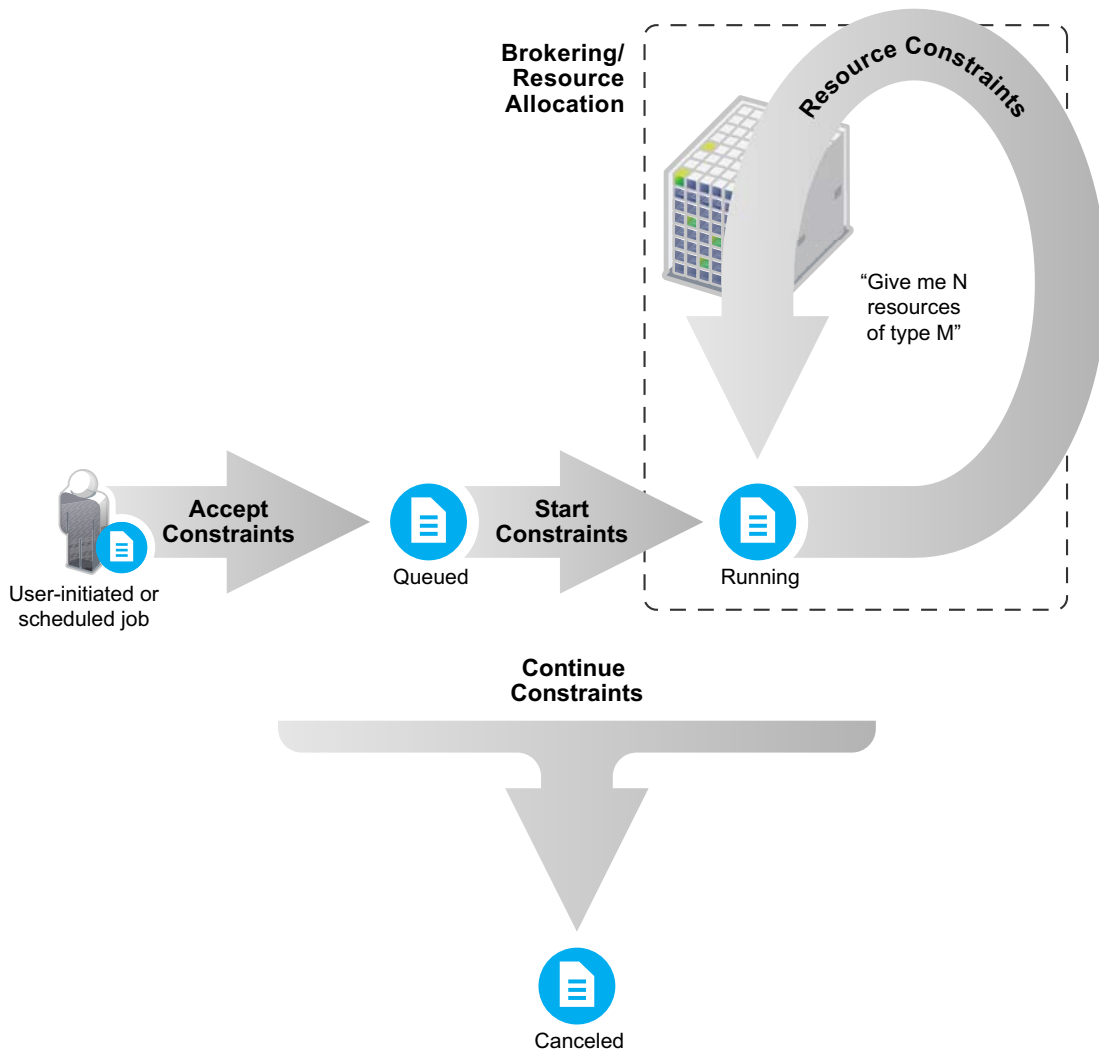 Brokering/
Resource
Allocation
Resource Constraints
“Give me N
resources
of type M”
Accept
Constraints
Start
Constraints
Queued
Running
User-initiated or
scheduled job
Continue
Constraints
Canceled